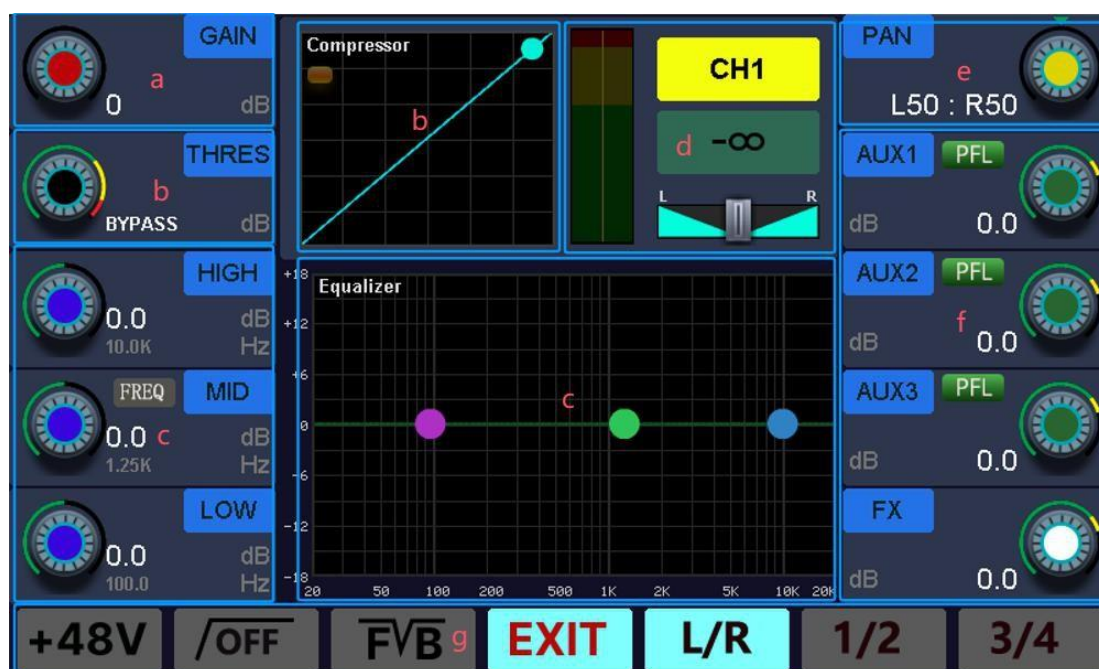 GAIN
a
0 dB
THRES
b
BYPASS dB
HIGH
0.0 dB
10.0K Hz
FREQ MID
0.0 c dB
1.25K Hz
LOW
0.0 dB
100.0 Hz
Compressor
b
CH1
d -∞
L R
Equalizer
+18
+12
+6
0
-6
-12
-18
c
20 50 100 200 500 1K 2K 5K 10K 20K
PAN
e
L50 : R50
AUX1 PFL
dB 0.0
AUX2 PFL
f
dB 0.0
AUX3 PFL
dB 0.0
FX
dB 0.0
+48V /OFF FVB g EXIT L/R 1/2 3/4